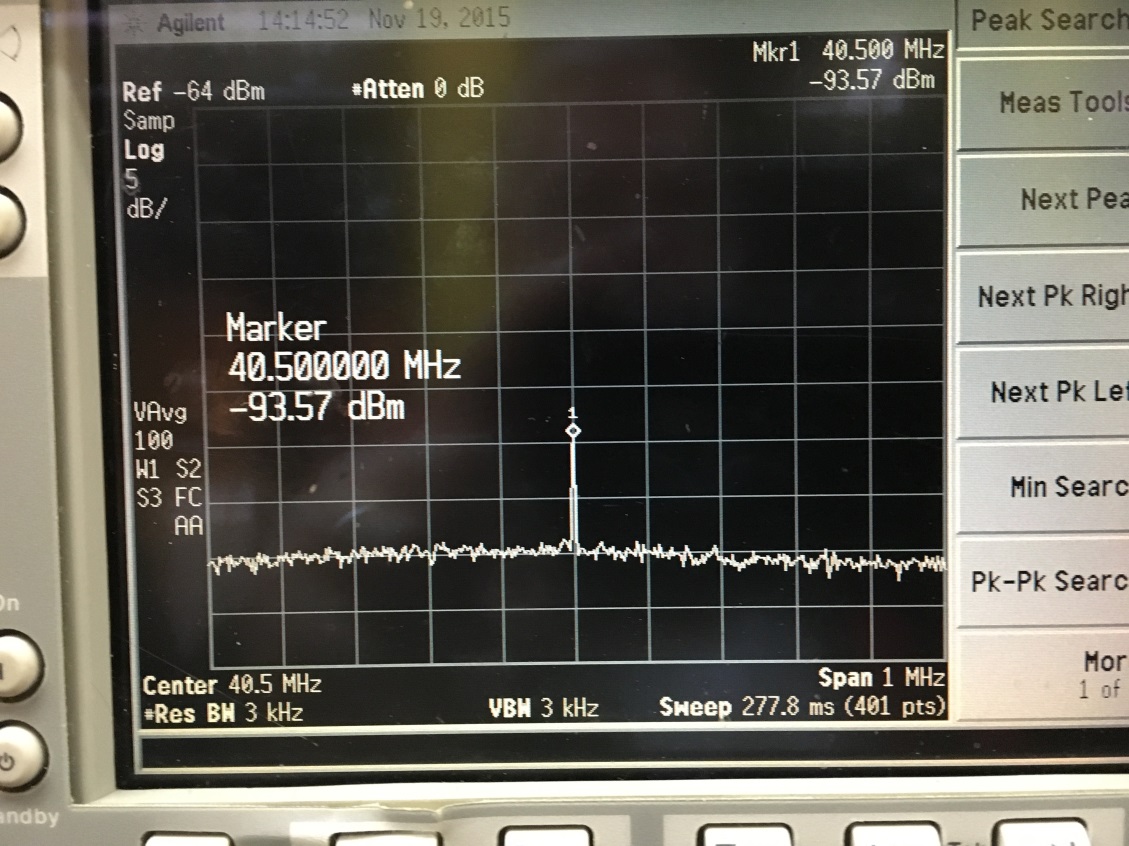 Agilent 14:14:52 Nov 19, 2015
Peak Search
Mkr1 40.500 MHz
-93.57 dBm
Ref -64 dBm #Atten 0 dB
Samp
Log
5
dB/
Meas Tools
Next Pea
Next Pk Righ
Marker
40.500000 MHz
-93.57 dBm
1
Next Pk Lef
VAvg
100
W1 S2
S3 FC
AA
Min Searc
Pk-Pk Searc
Center 40.5 MHz Span 1 MHz
#Res BW 3 kHz VBW 3 kHz Sweep 277.8 ms (401 pts)
Mor
1 of
On
andby